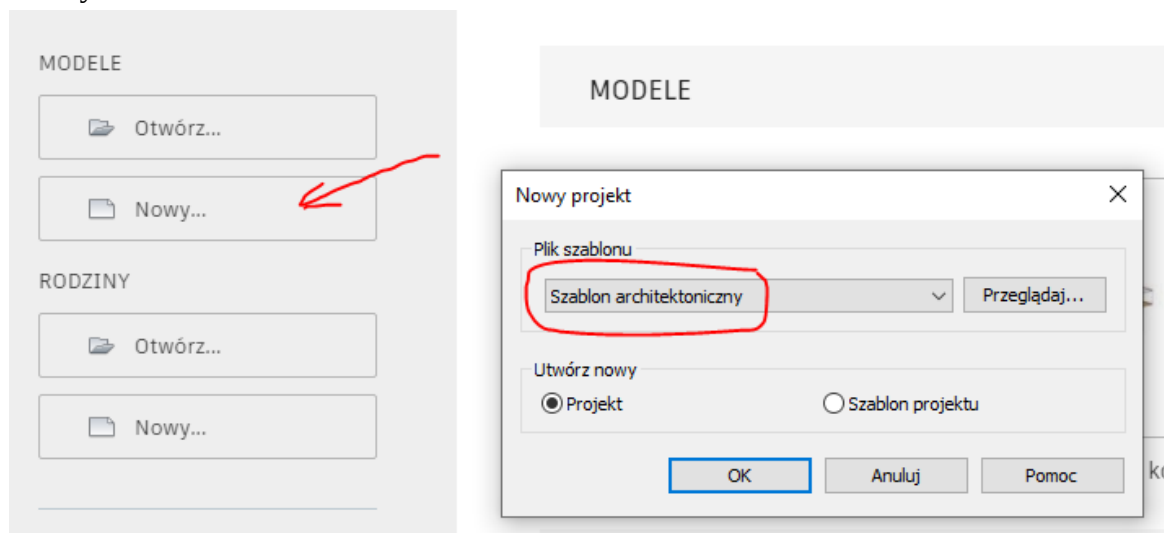 MODELE
Otwórz...
Nowy...
RODZINY
Otwórz...
Nowy...
MODELE
Nowy projekt
Plik szablonu
Szablon architektoniczny
Przeglądaj...
Utwórz nowy
Projekt
Szablon projektu
OK
Anuluj
Pomoc